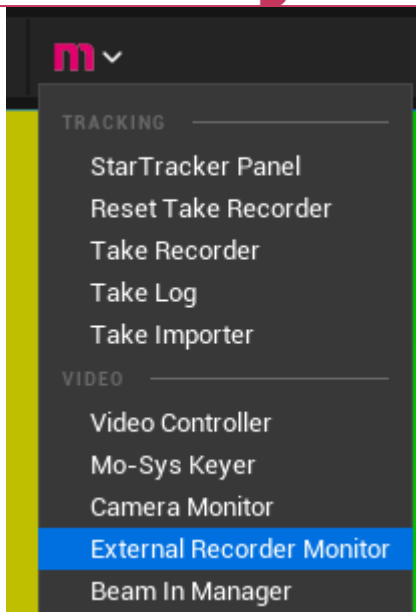 m
TRACKING
StarTracker Panel
Reset Take Recorder
Take Recorder
Take Log
Take Importer
VIDEO
Video Controller
Mo-Sys Keyer
Camera Monitor
External Recorder Monitor
Beam In Manager